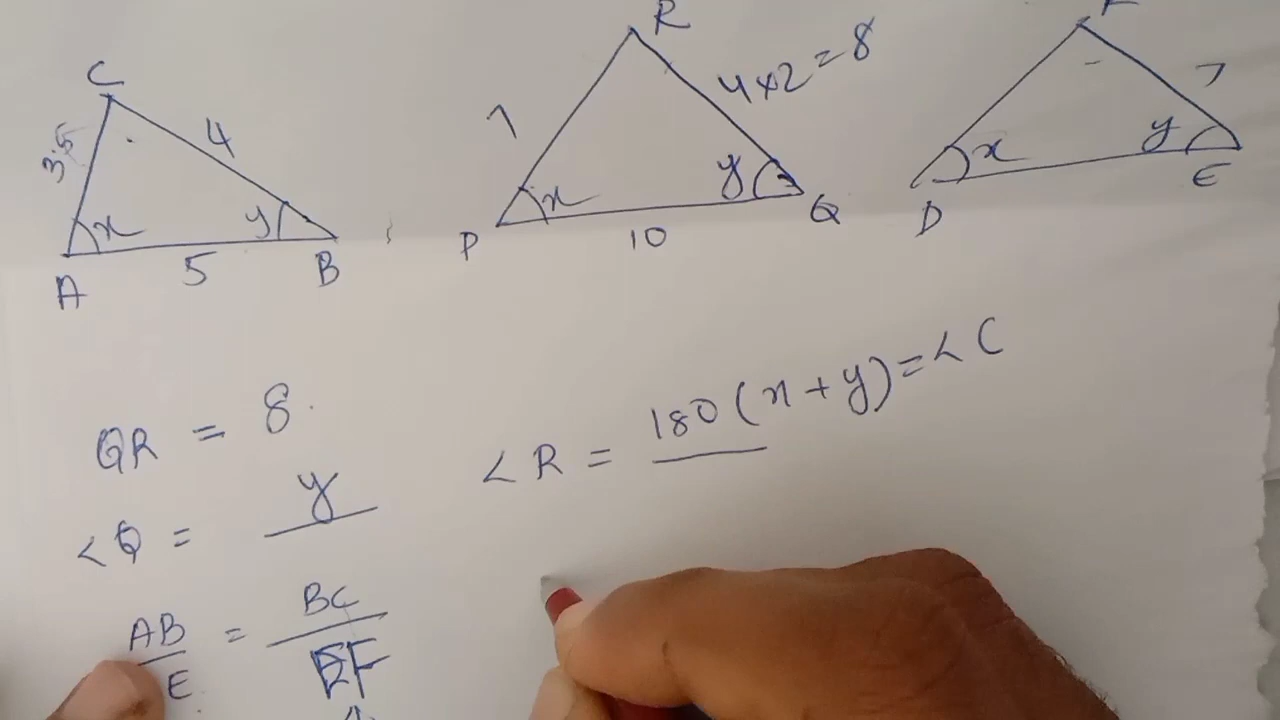 C
3.5
4
x
y
A
5
B
R
7
4×2=8
x
y
P
10
Q
x
y
7
D
E
QR = 8
∠R = 180(x+y)=∠C
∠Q = y
AB = BC
E EF